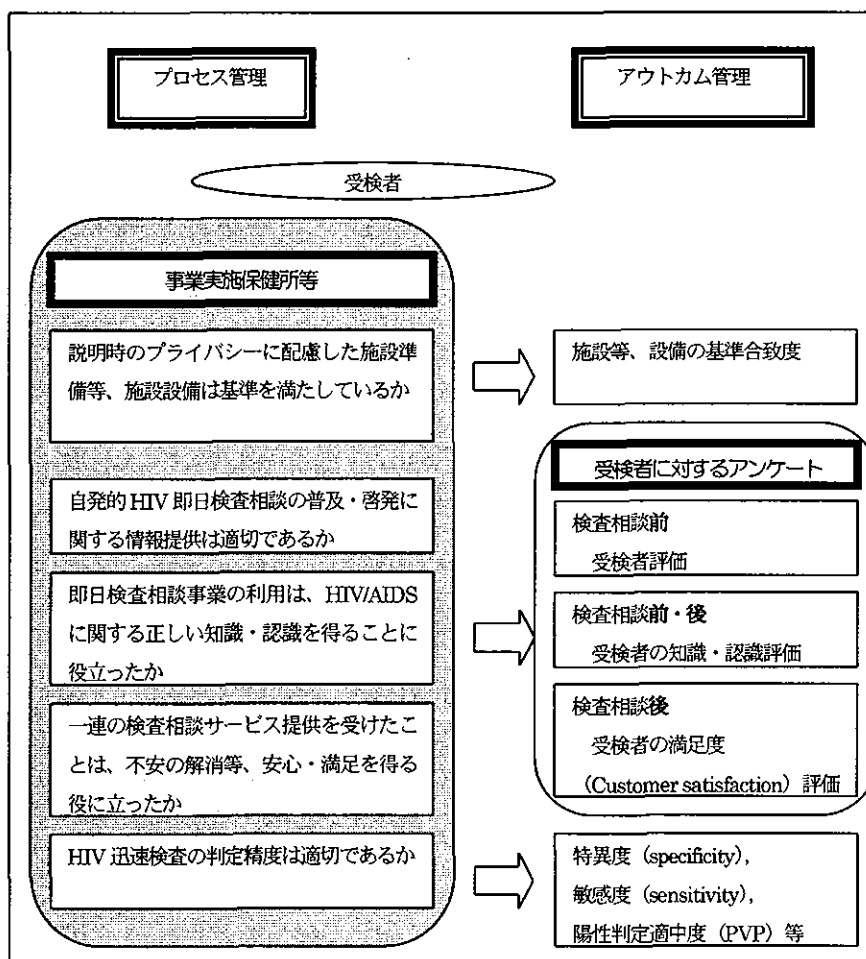 プロセス管理
アウトカム管理
受検者
事業実施保健所等
説明時のプライバシーに配慮した施設準
備等、施設設備は基準を満たしているか
施設等、設備の基準合致度
自発的 HIV 即日検査相談の普及・啓発に
関する情報提供は適切であるか
即日検査相談事業の利用は、HIV/AIDS
に関する正しい知識・認識を得ることに
役立ったか
一連の検査相談サービス提供を受けたこ
とは、不安の解消等、安心・満足を得る
役に立ったか
受検者に対するアンケート
検査相談前
受検者評価
検査相談前・後
受検者の知識・認識評価
検査相談後
受検者の満足度
（Customer satisfaction）評価
HIV 迅速検査の判定精度は適切であるか
特異度（specificity），
敏感度（sensitivity），
陽性判定適中度（PVP）等